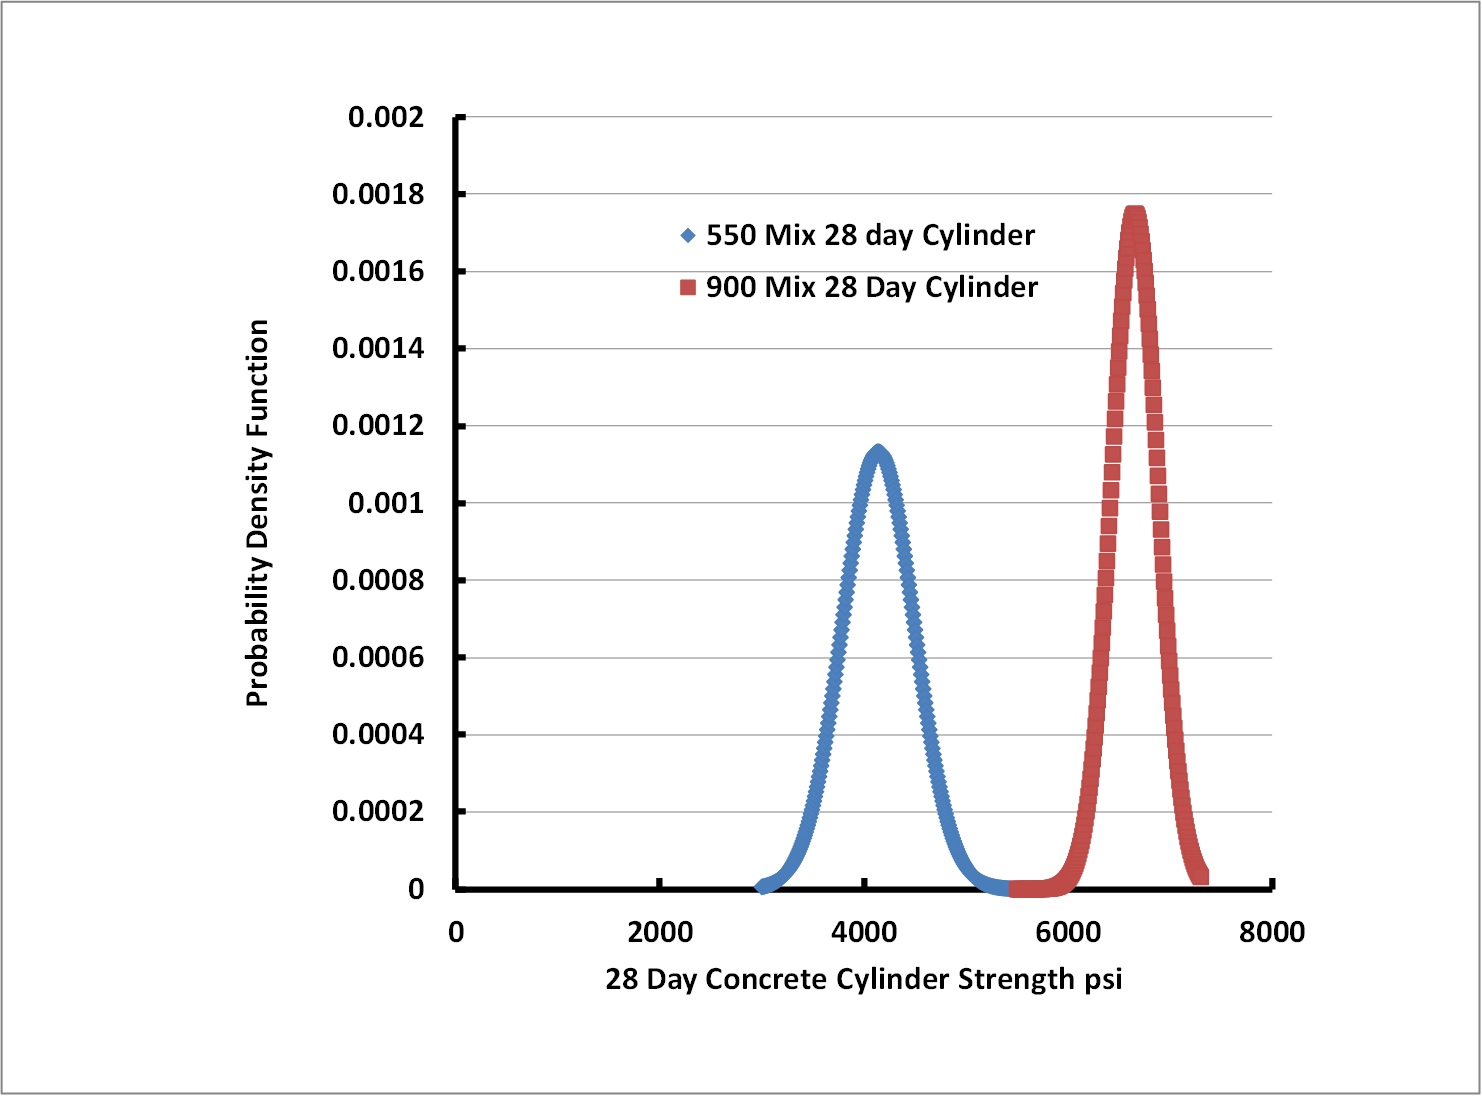 0.002
0.0018
0.0016
0.0014
0.0012
0.001
0.0008
0.0006
0.0004
0.0002
0
Probability Density Function
550 Mix 28 day Cylinder
900 Mix 28 Day Cylinder
0 2000 4000 6000 8000
28 Day Concrete Cylinder Strength psi